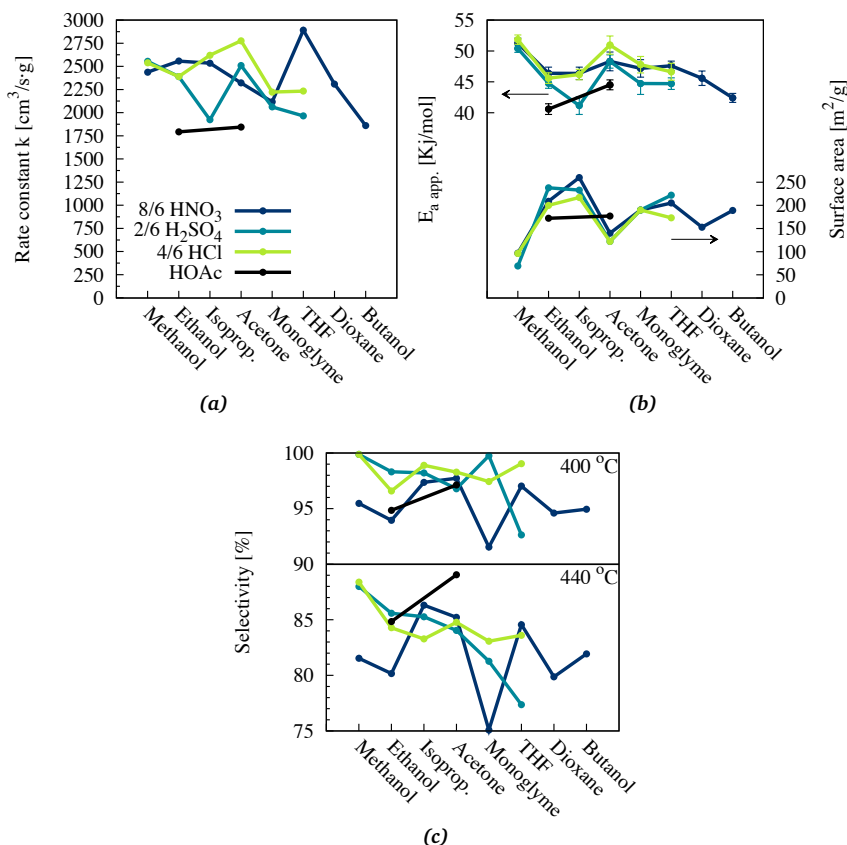 Rate constant k [cm³/s·g]
3000
2750
2500
2250
2000
1750
1500
1250
1000
750
500
250
0
8/6 HNO₃
2/6 H₂SO₄
4/6 HCl
HOAc
Methanol
Ethanol
Isoprop.
Acetone
Monoglyme
THF
Dioxane
Butanol
(a)
Eₐ ₐₚₚ. [Kj/mol]
55
50
45
40
Surface area [m²/g]
250
200
150
100
50
0
Methanol
Ethanol
Isoprop.
Acetone
Monoglyme
THF
Dioxane
Butanol
(b)
Selectivity [%]
100
95
90
85
80
75
400 °C
440 °C
Methanol
Ethanol
Isoprop.
Acetone
Monoglyme
THF
Dioxane
Butanol
(c)